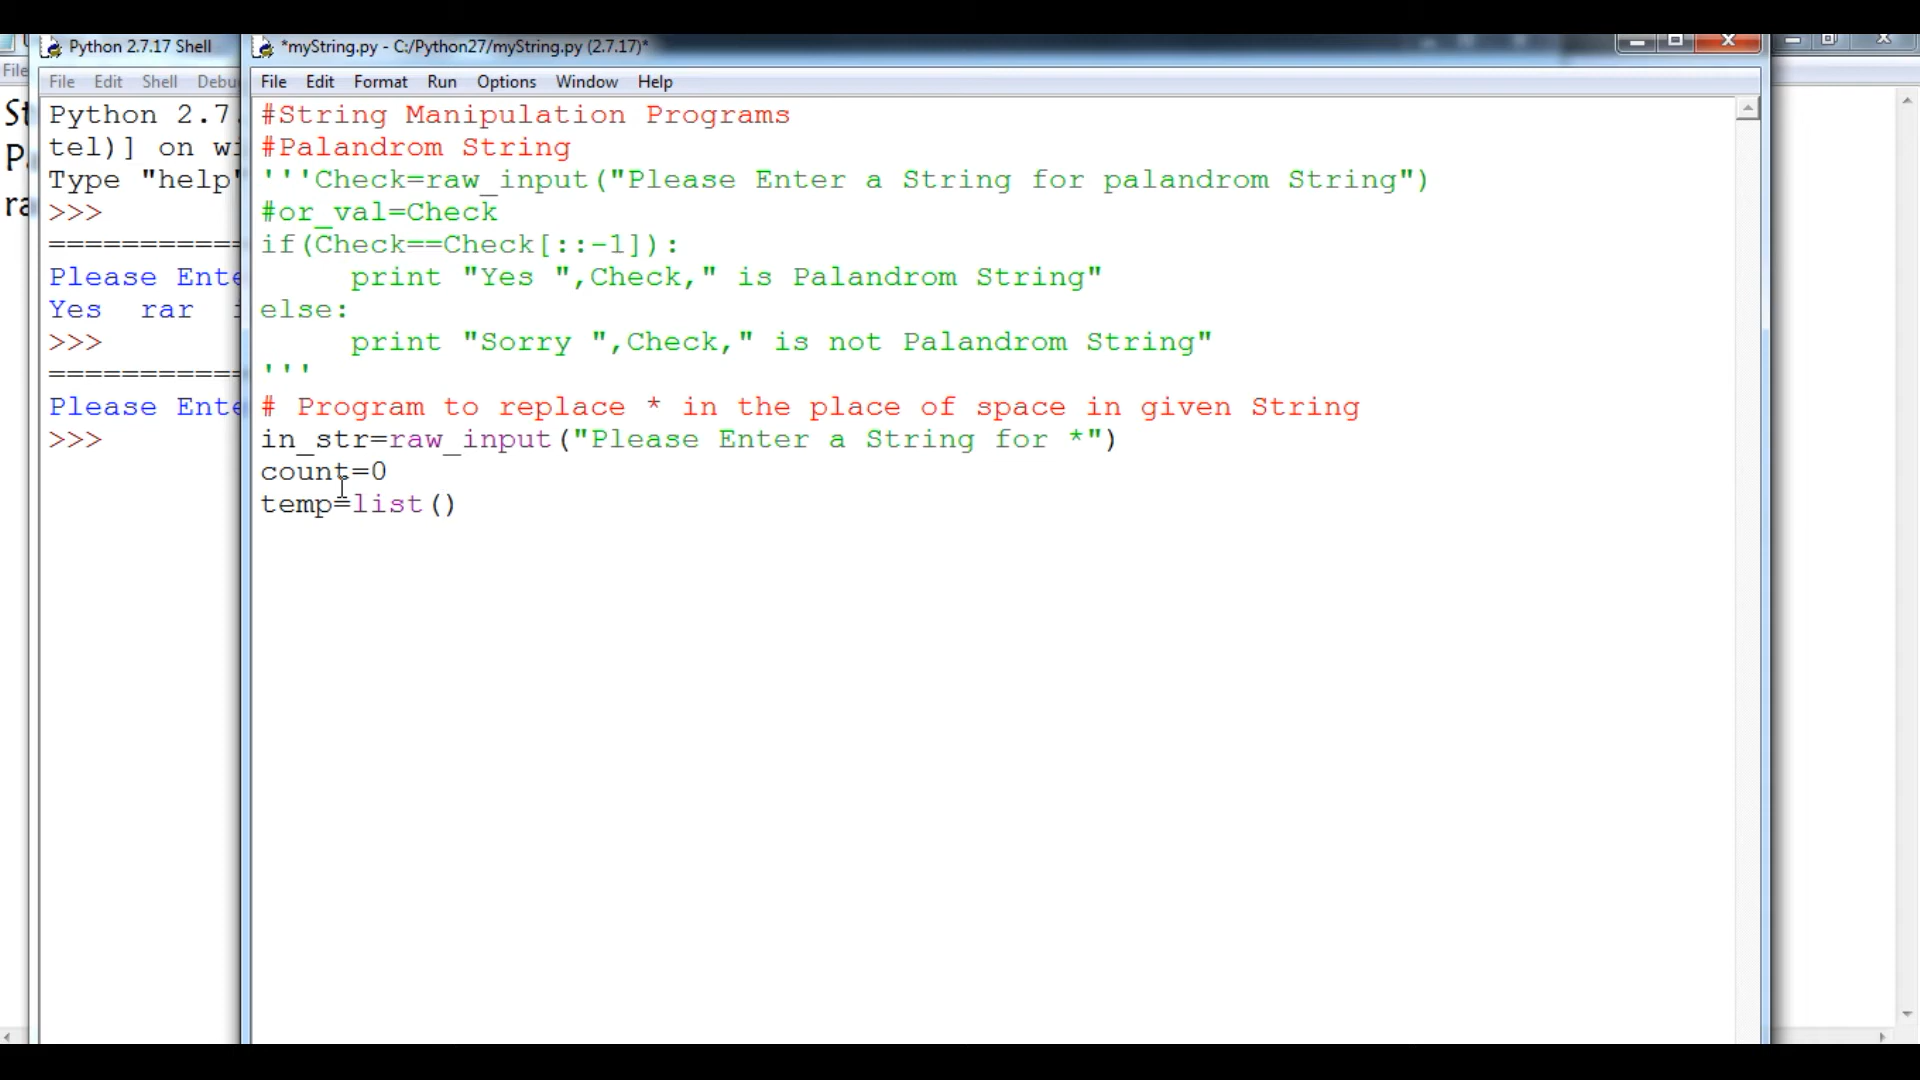 Python 2.7.17 Shell
*myString.py - C:/Python27/myString.py (2.7.17)*
File
File Edit Shell
File Edit Format Run Options Window Help
Python 2.7.
tel)] on
Type "help"
>>>
===========
Please
Yes rar
>>>
===========
Please
>>>
#String Manipulation Programs
#Palandrom String
'''Check=raw_input("Please Enter a String for palandrom String")
#or_val=Check
if(Check==Check[::-1]):
print "Yes ",Check," is Palandrom String"
else:
print "Sorry ",Check," is not Palandrom String"
'''
# Program to replace * in the place of space in given String
in_str=raw_input("Please Enter a String for *")
count=0
temp=list()